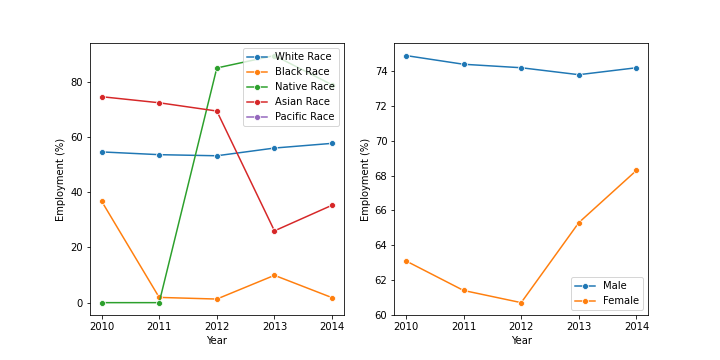 80
60
40
20
0
Employment (%)
2010 2011 2012 2013 2014
Year
White Race
Black Race
Native Race
Asian Race
Pacific Race
74
72
70
68
66
64
62
60
Employment (%)
2010 2011 2012 2013 2014
Year
Male
Female